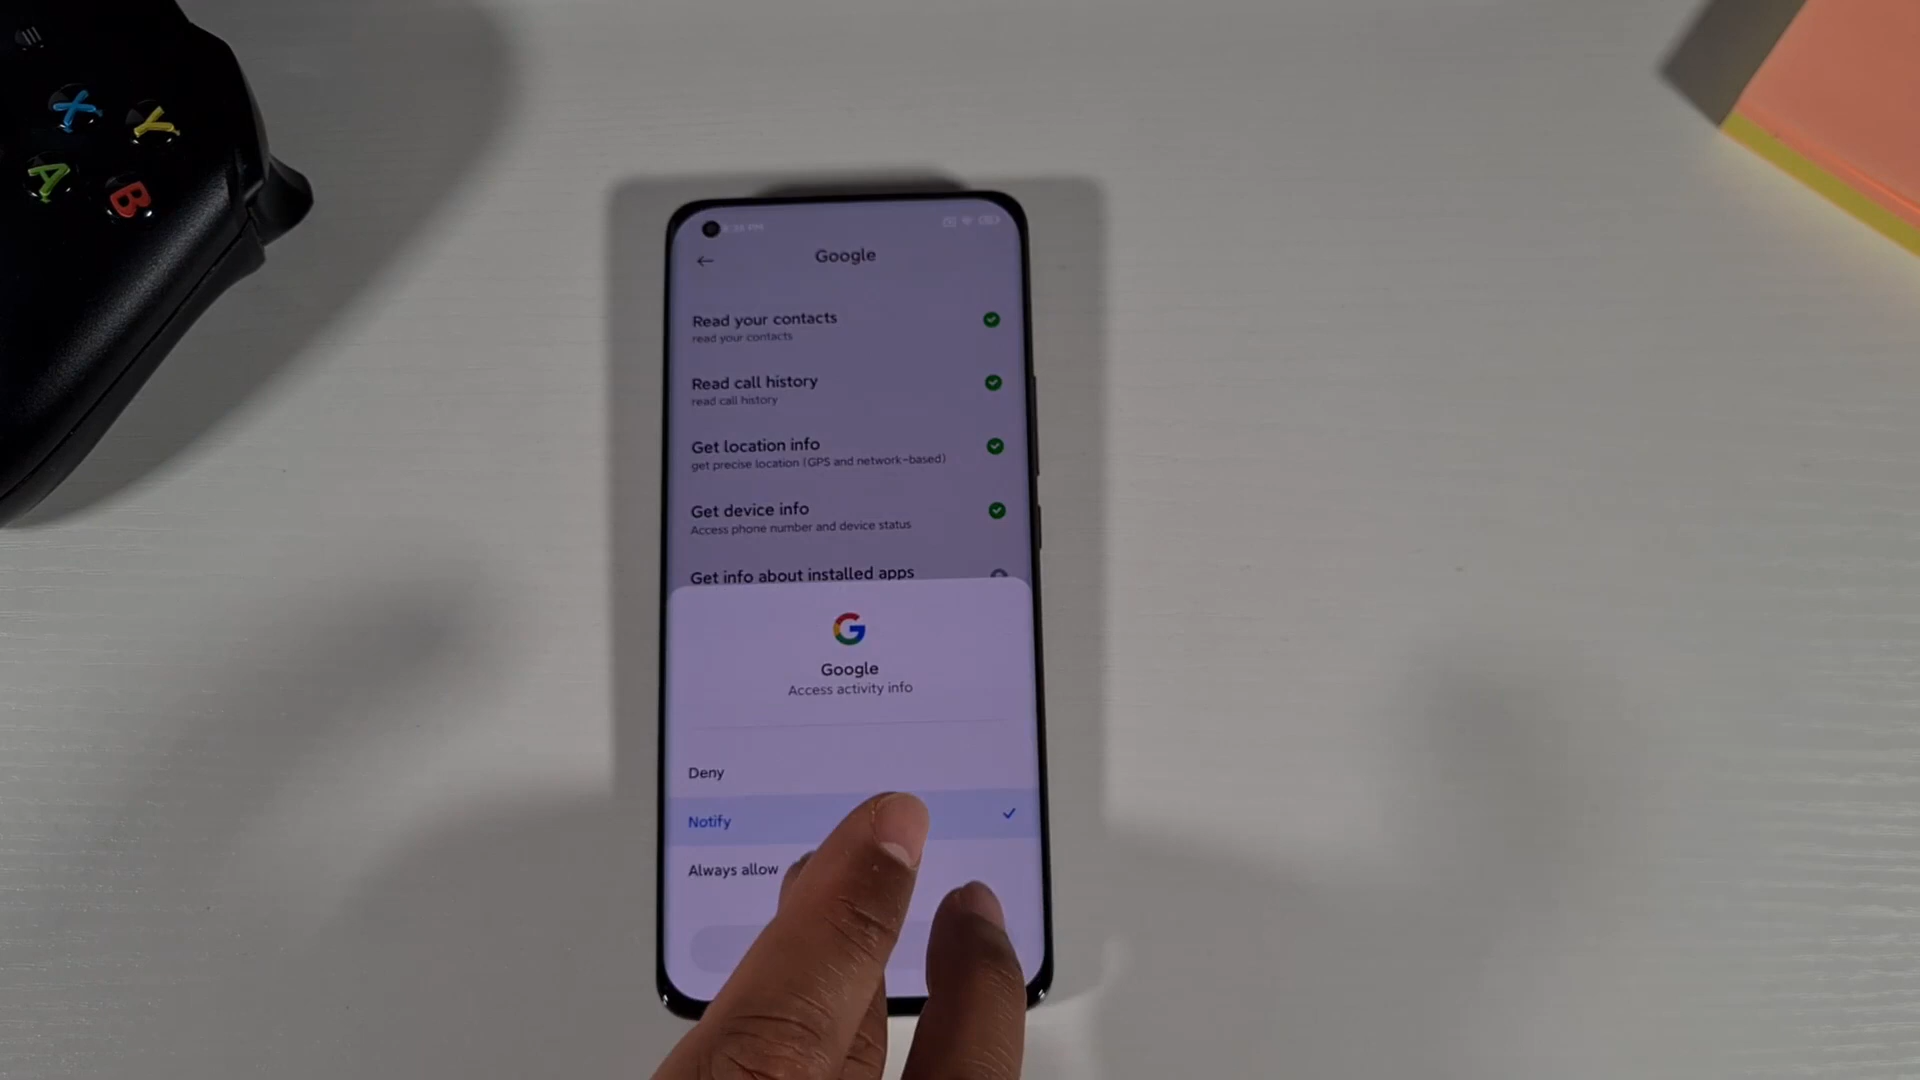 X
Y
A
B
Google
Read your contacts
read your contacts
Read call history
read call history
Get location info
get precise location (GPS and network-based)
Get device info
Access phone number and device status
Get info about installed apps
Google
Access activity info
Deny
Notify
Always allow